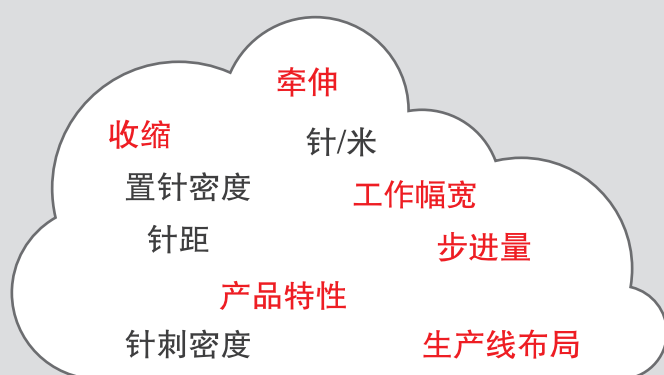 牵伸
收缩
针/米
置针密度
工作幅宽
针距
步进量
产品特性
针刺密度
生产线布局